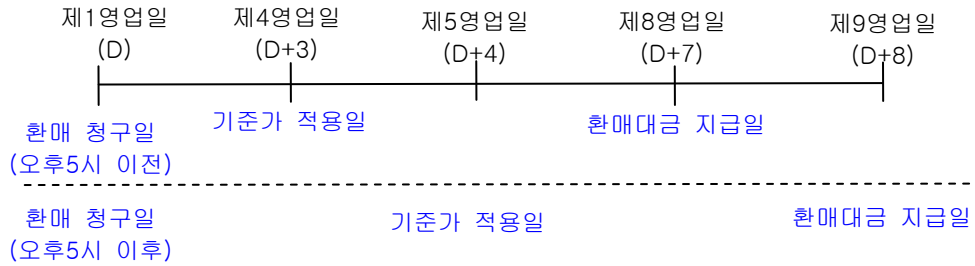 제1영업일 제4영업일 제5영업일 제8영업일 제9영업일
(D) (D+3) (D+4) (D+7) (D+8)
환매 청구일 기준가 적용일 환매대금 지급일
(오후5시 이전)
환매 청구일 기준가 적용일 환매대금 지급일
(오후5시 이후)